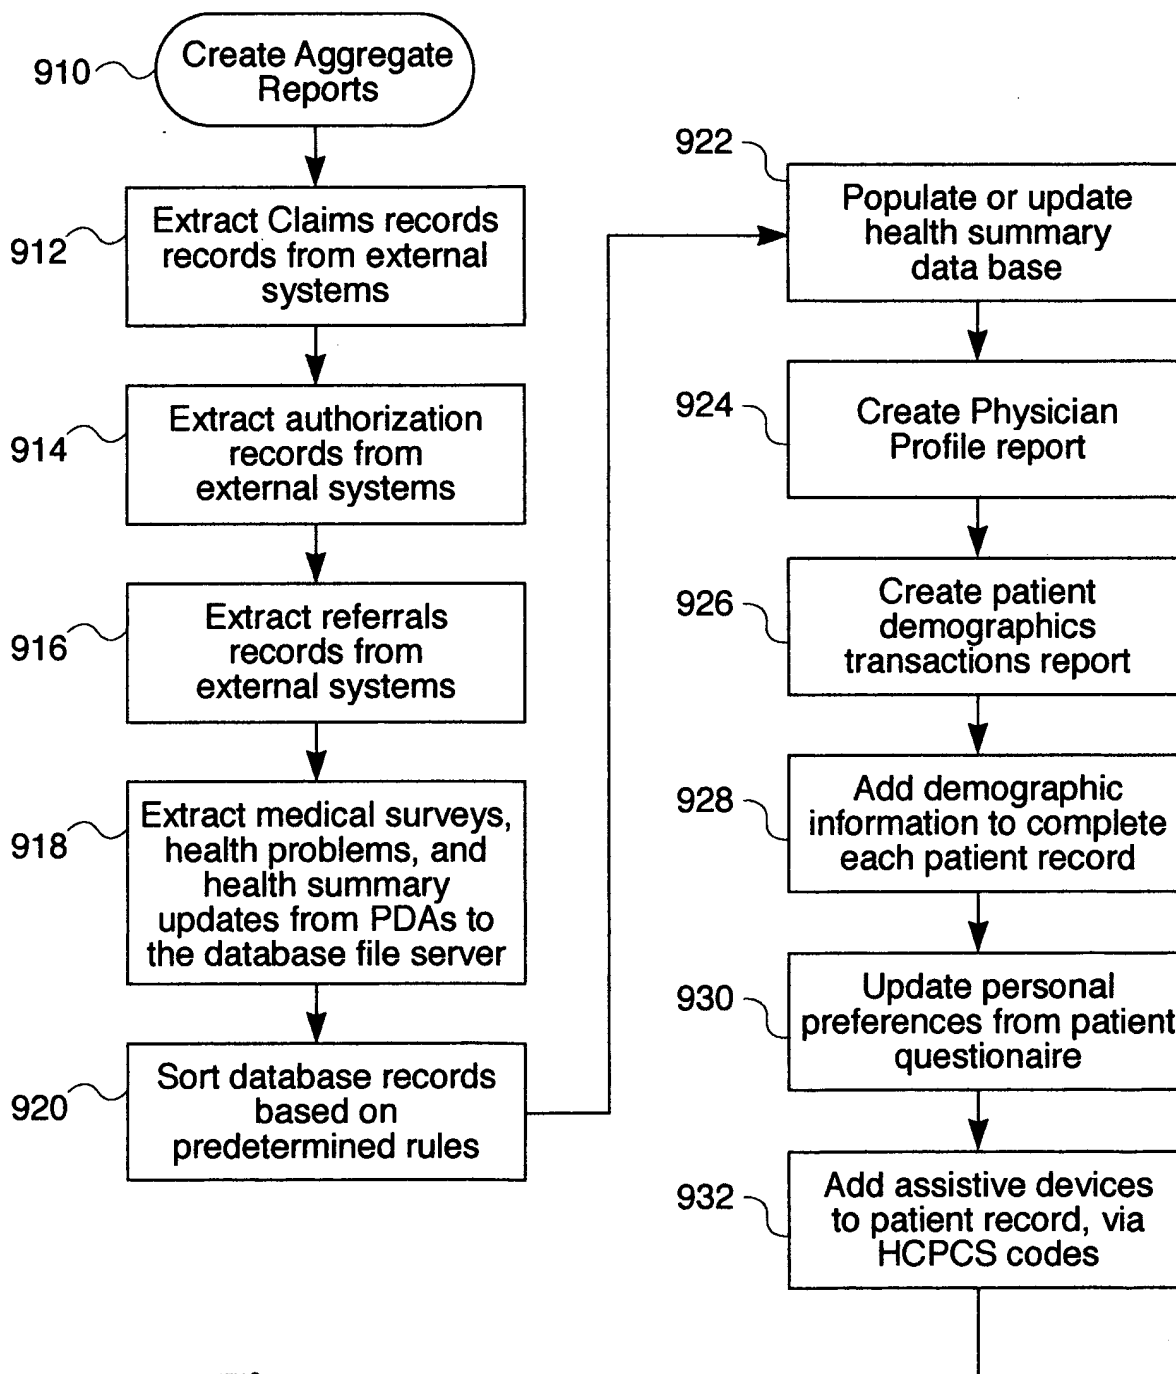 910
Create Aggregate
Reports
912
Extract Claims records
records from external
systems
914
Extract authorization
records from
external systems
916
Extract referrals
records from
external systems
918
Extract medical surveys,
health problems, and
health summary
updates from PDAs to
the database file server
920
Sort database records
based on
predetermined rules
922
Populate or update
health summary
data base
924
Create Physician
Profile report
926
Create patient
demographics
transactions report
928
Add demographic
information to complete
each patient record
930
Update personal
preferences from patient
questionaire
932
Add assistive devices
to patient record, via
HCPCS codes